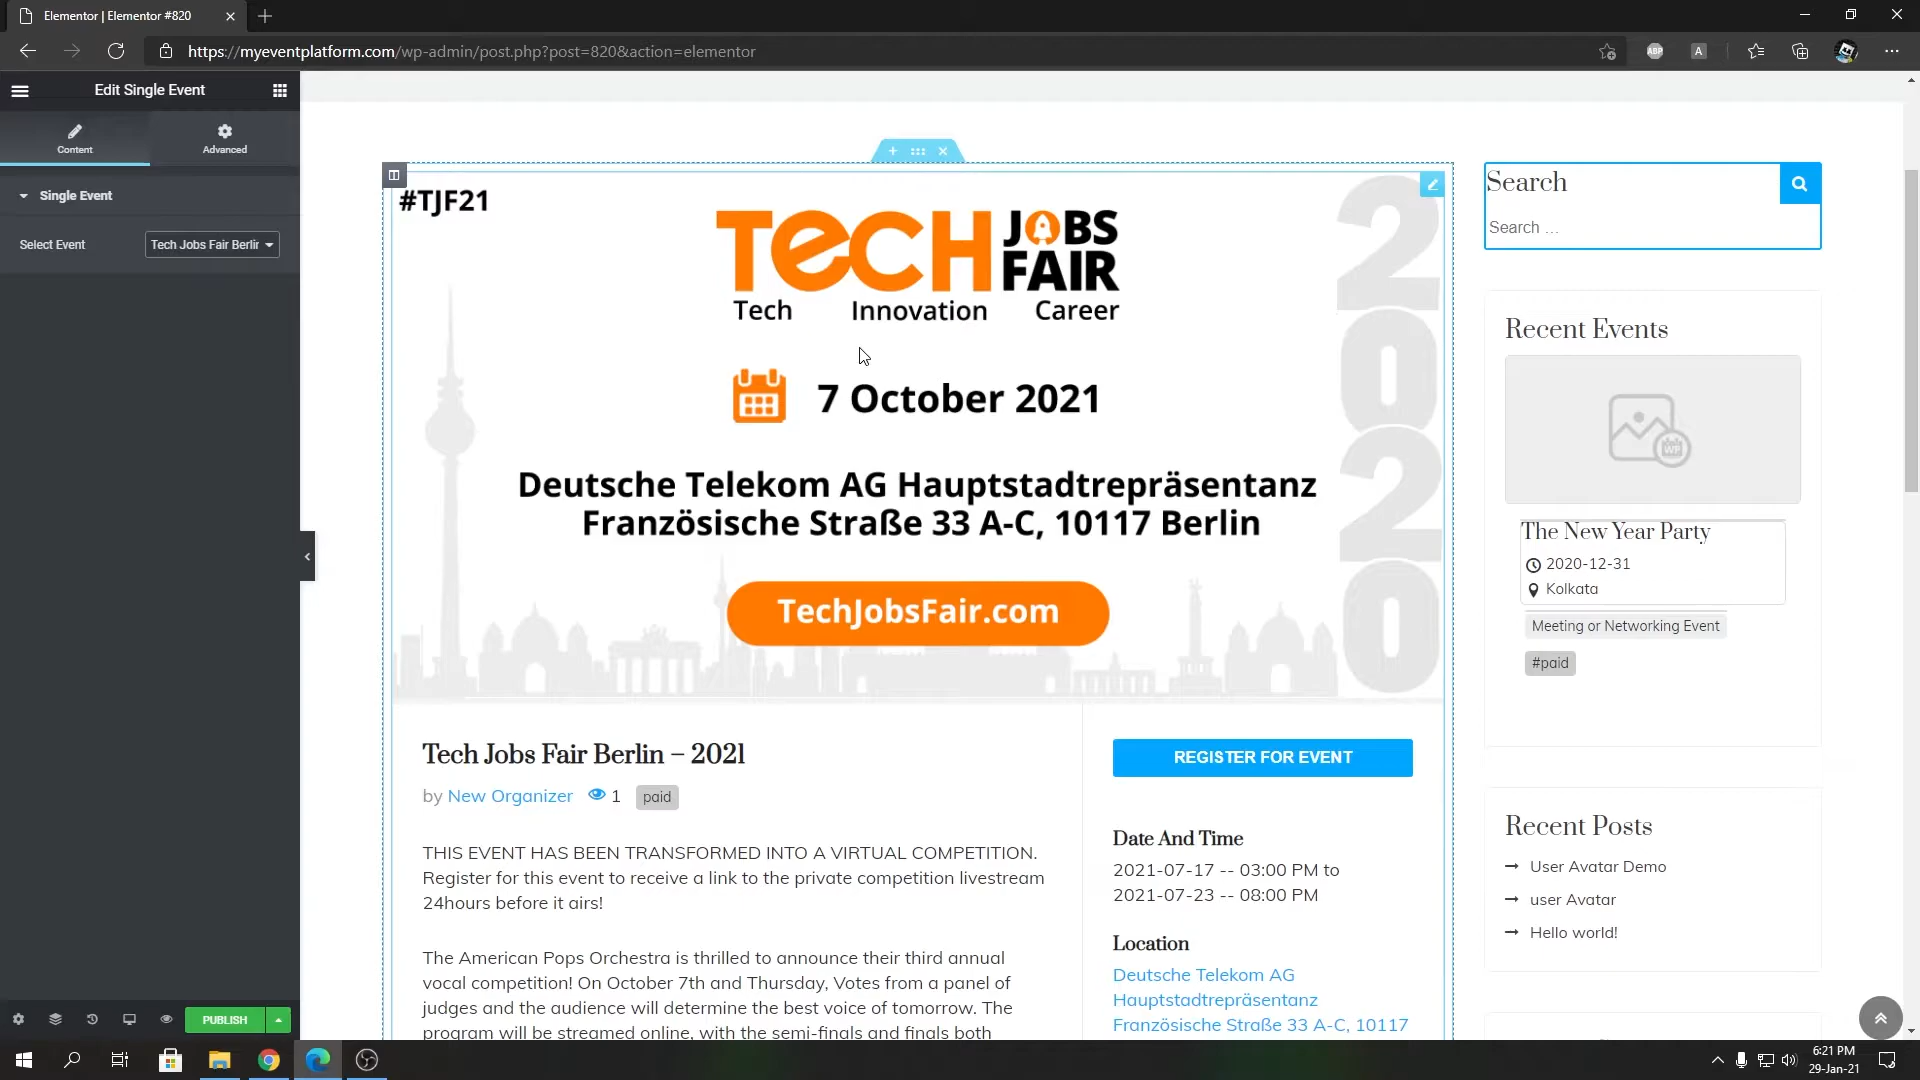 Elementor | Elementor #820
https://myeventplatform.com/wp-admin/post.php?post=820&action=elementor
ABP
A
Edit Single Event
Content
Advanced
Single Event
Select Event
Tech Jobs Fair Berlir
PUBLISH
#TJF21
TeCH JOBS FAIR
Tech Innovation Career
7 October 2021
Deutsche Telekom AG Hauptstadtrepräsentanz
Französische Straße 33 A-C, 10117 Berlin
TechJobsFair.com
2020
Tech Jobs Fair Berlin – 2021
by New Organizer 1 paid
THIS EVENT HAS BEEN TRANSFORMED INTO A VIRTUAL COMPETITION.
Register for this event to receive a link to the private competition livestream
24hours before it airs!
The American Pops Orchestra is thrilled to announce their third annual
vocal competition! On October 7th and Thursday, Votes from a panel of
judges and the audience will determine the best voice of tomorrow. The
program will be streamed online, with the semi-finals and finals both
REGISTER FOR EVENT
Date And Time
2021-07-17 -- 03:00 PM to
2021-07-23 -- 08:00 PM
Location
Deutsche Telekom AG
Hauptstadtrepräsentanz
Französische Straße 33 A-C, 10117
Search
Search ...
Recent Events
WP
The New Year Party
2020-12-31
Kolkata
Meeting or Networking Event
#paid
Recent Posts
User Avatar Demo
user Avatar
Hello world!
6:21 PM
29-Jan-21